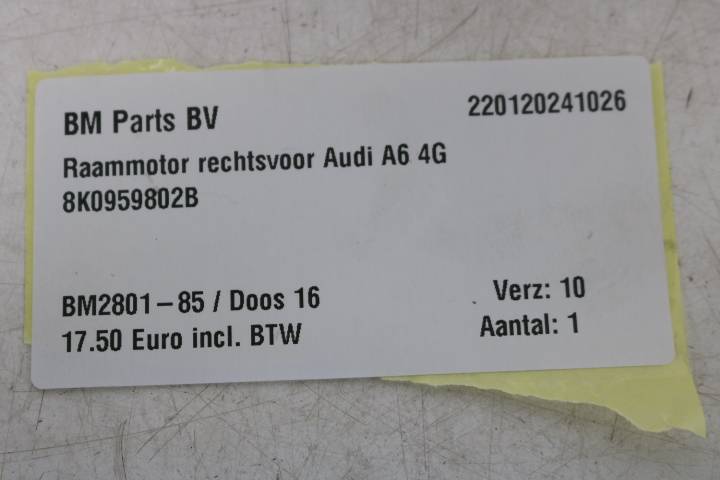 BM Parts BV 220120241026
Raammotor rechtsvoor Audi A6 4G
8K0959802B
BM2801-85 / Doos 16 Verz: 10
17.50 Euro incl. BTW Aantal: 1